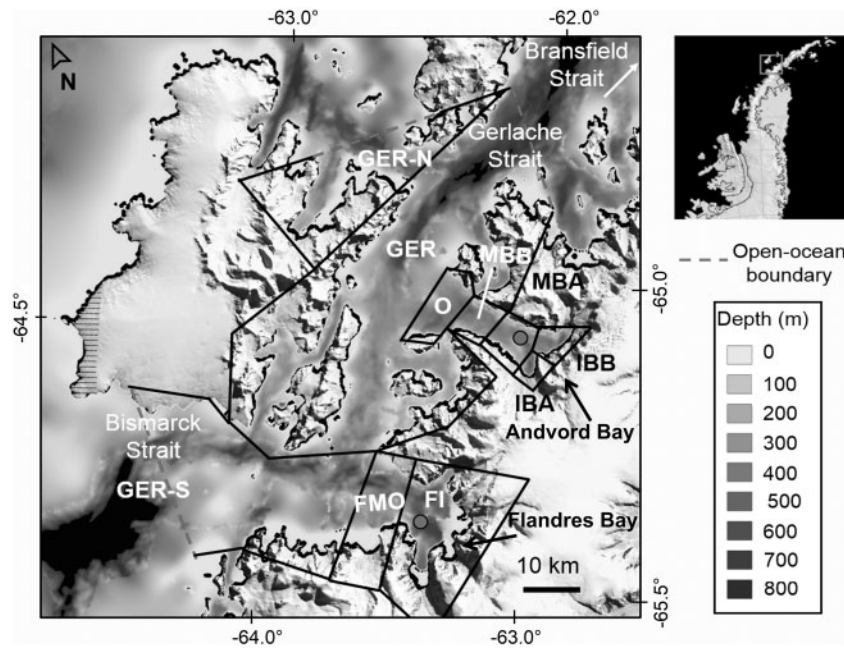 -63.0°
-62.0°
N
Bransfield
Strait
Gerlache
Strait
GER-N
GER
MBB
MBA
O
-65.0°
-64.5°
IBB
IBA
Andvord Bay
Bismarck
Strait
GER-S
FMO
FI
Flandres Bay
10 km
-65.5°
-64.0°
-63.0°
Open-ocean
boundary
Depth (m)
0
100
200
300
400
500
600
700
800